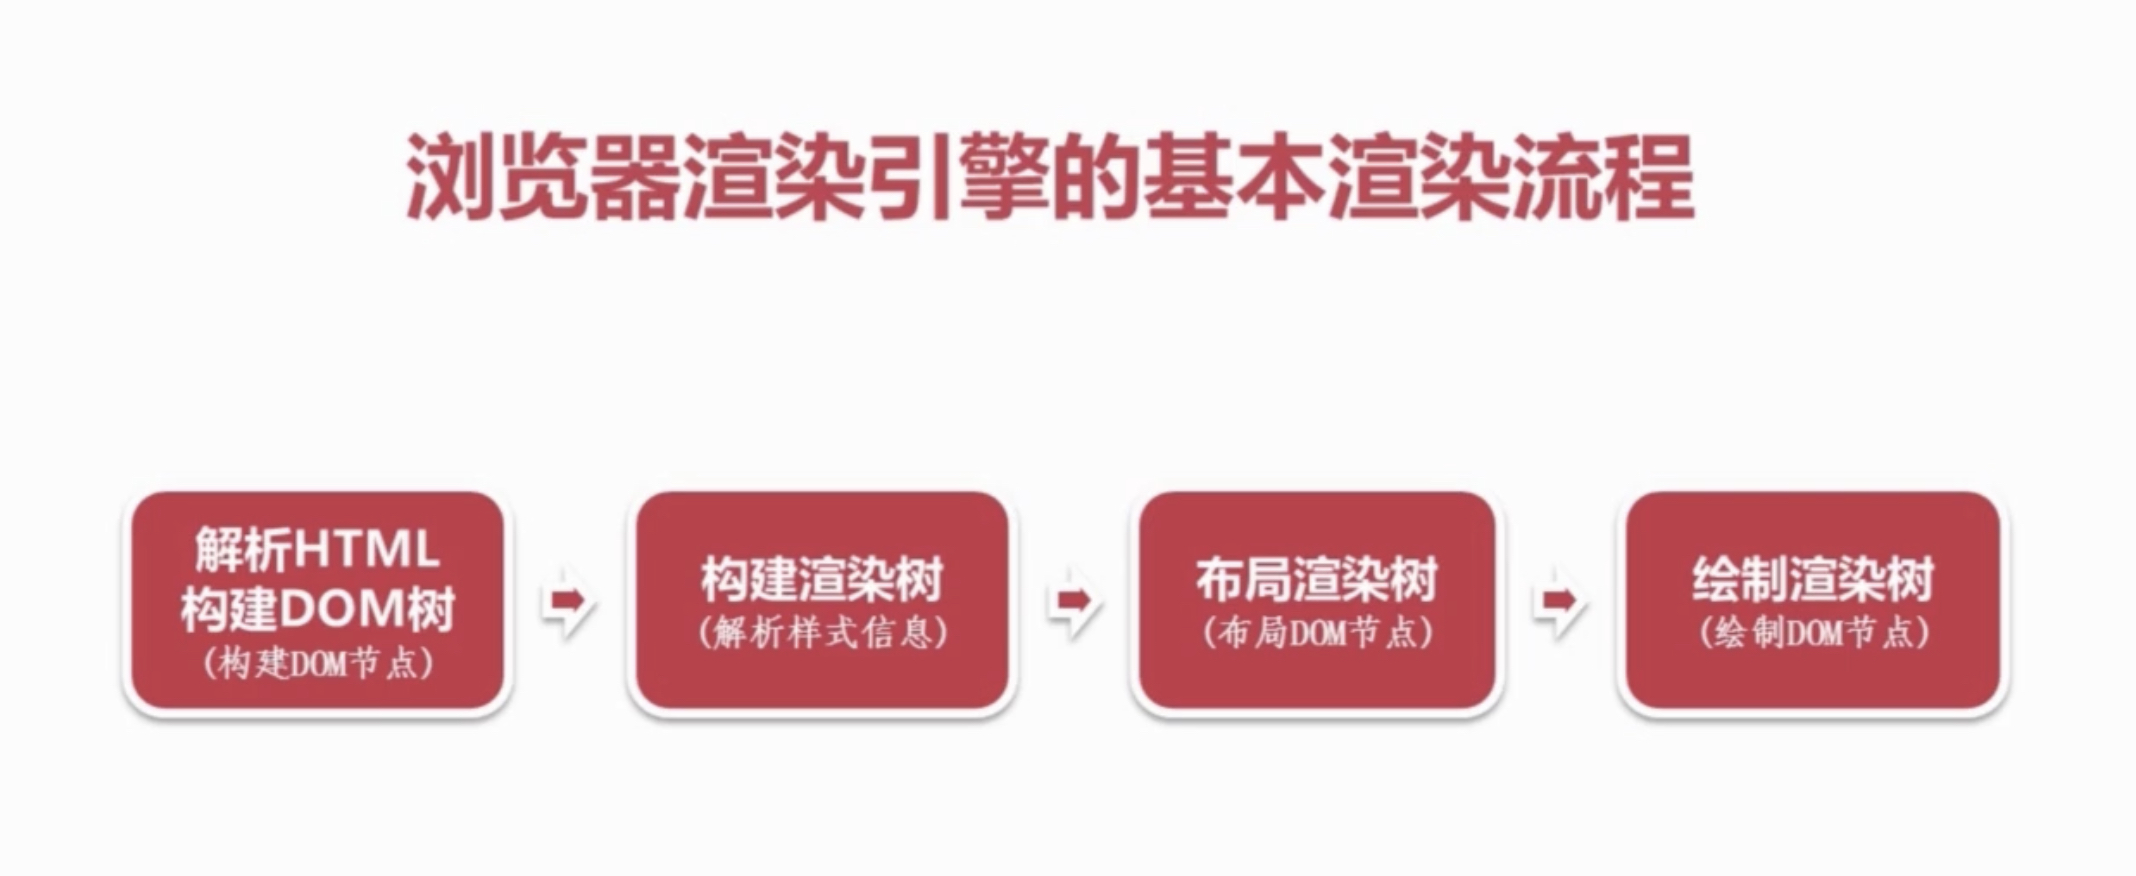 浏览器渲染引擎的基本渲染流程
解析HTML
构建DOM树
(构建DOM节点)
构建渲染树
(解析样式信息)
布局渲染树
(布局DOM节点)
绘制渲染树
(绘制DOM节点)